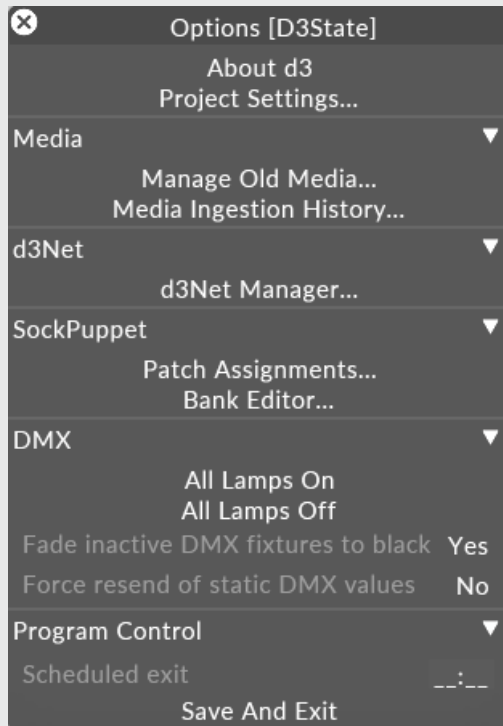 Options [D3State]
About d3
Project Settings...
Media
Manage Old Media...
Media Ingestion History...
d3Net
d3Net Manager...
SockPuppet
Patch Assignments...
Bank Editor...
DMX
All Lamps On
All Lamps Off
Fade inactive DMX fixtures to black Yes
Force resend of static DMX values No
Program Control
Scheduled exit __:__
Save And Exit